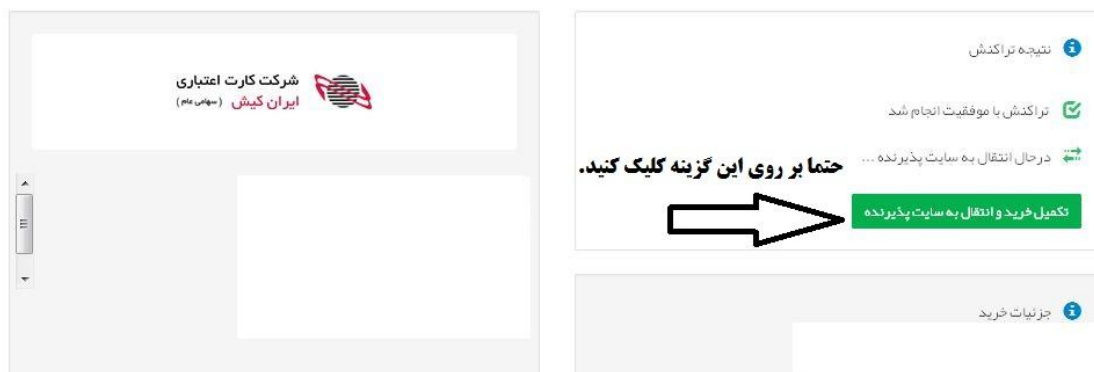 نتیجه تراکنش
تراکنش با موفقیت انجام شد
درحال انتقال به سایت پذیرنده ...
حتما بر روی این گزینه کلیک کنید.
تکمیل خرید و انتقال به سایت پذیرنده
جزئیات خرید
شرکت کارت اعتباری
ایران کیش (سهامی عام)